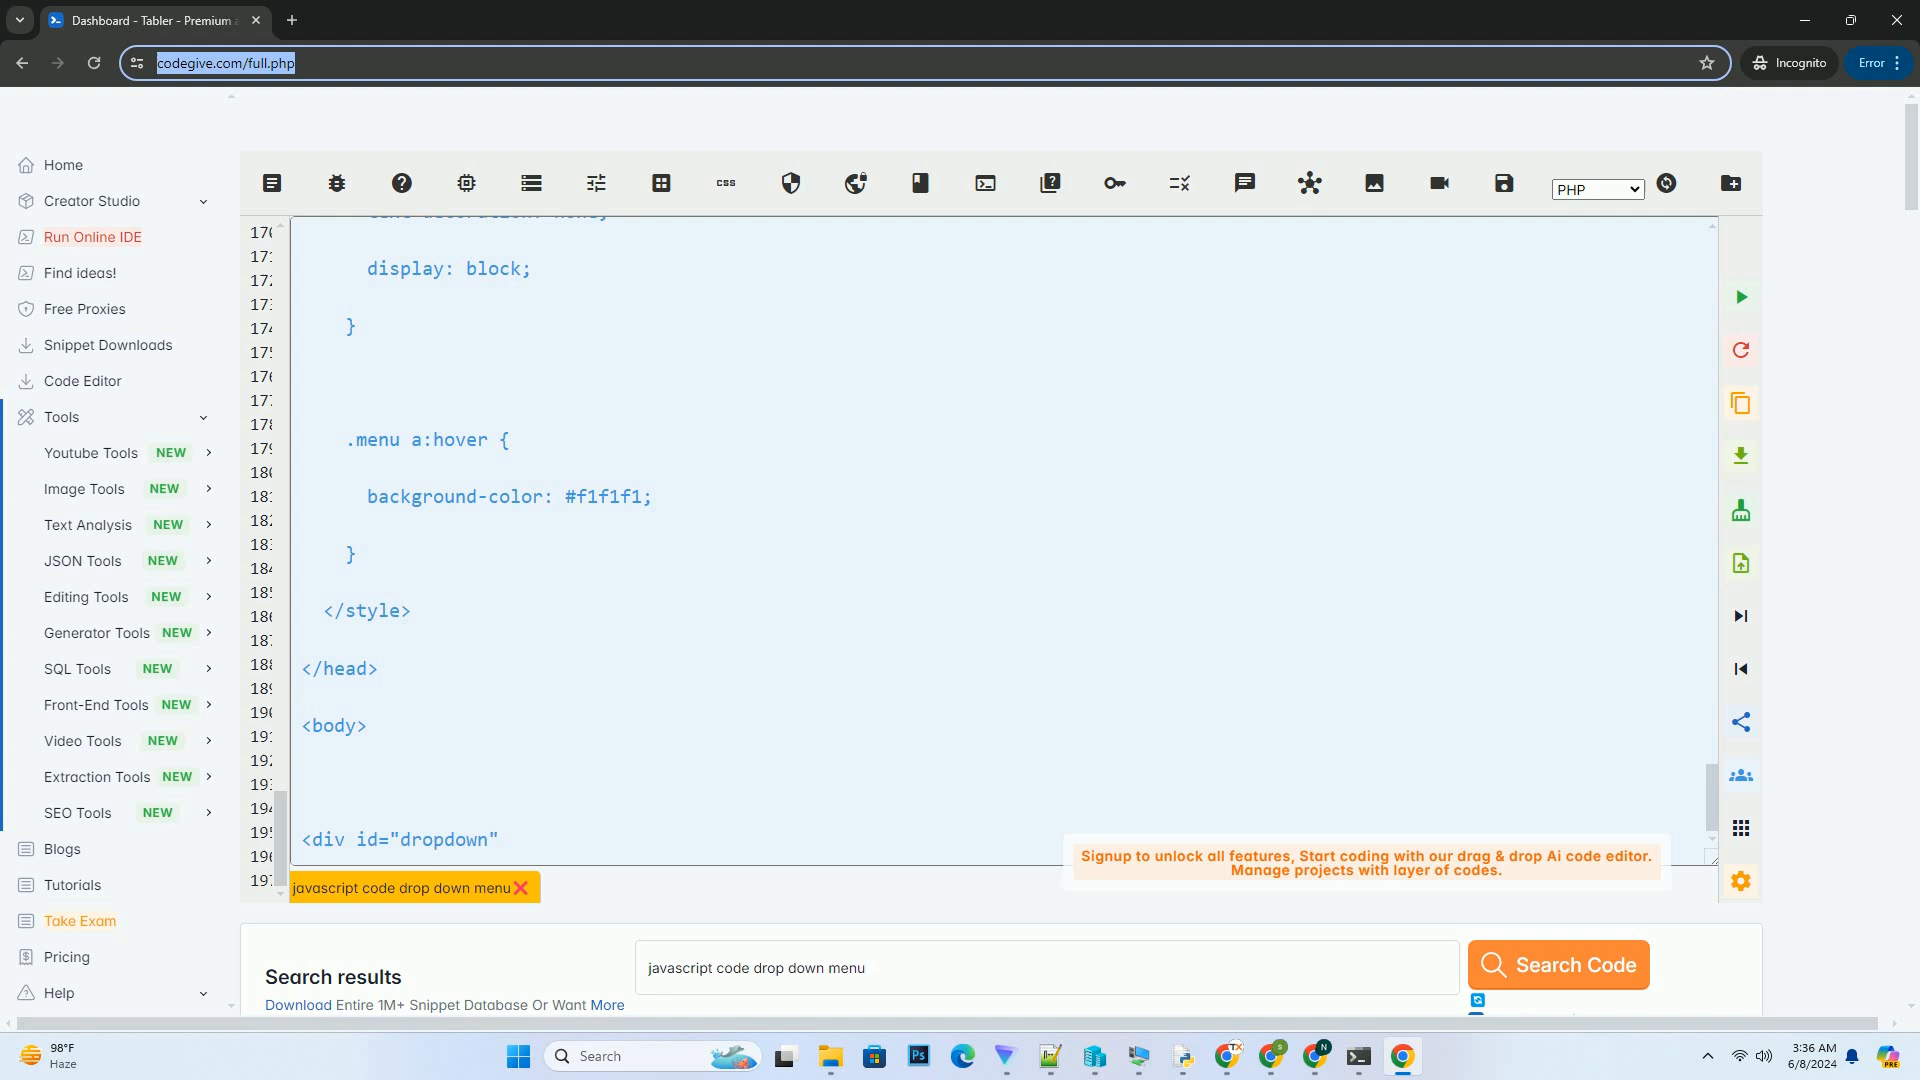 Dashboard - Tabler - Premium
codegive.com/full.php
Incognito
Error
Home
Creator Studio
Run Online IDE
Find ideas!
Free Proxies
Snippet Downloads
Code Editor
Tools
Youtube Tools NEW
Image Tools NEW
Text Analysis NEW
JSON Tools NEW
Editing Tools NEW
Generator Tools NEW
SQL Tools NEW
Front-End Tools NEW
Video Tools NEW
Extraction Tools NEW
SEO Tools NEW
Blogs
Tutorials
Take Exam
Pricing
Help
css
PHP
display: block;
}
.menu a:hover {
background-color: #f1f1f1;
}
</style>
</head>
<body>
<div id="dropdown"
Signup to unlock all features, Start coding with our drag & drop Ai code editor.
Manage projects with layer of codes.
javascript code drop down menu
Search results
Download Entire 1M+ Snippet Database Or Want More
javascript code drop down menu
Search Code
98°F
Haze
Search
3:36 AM
6/8/2024